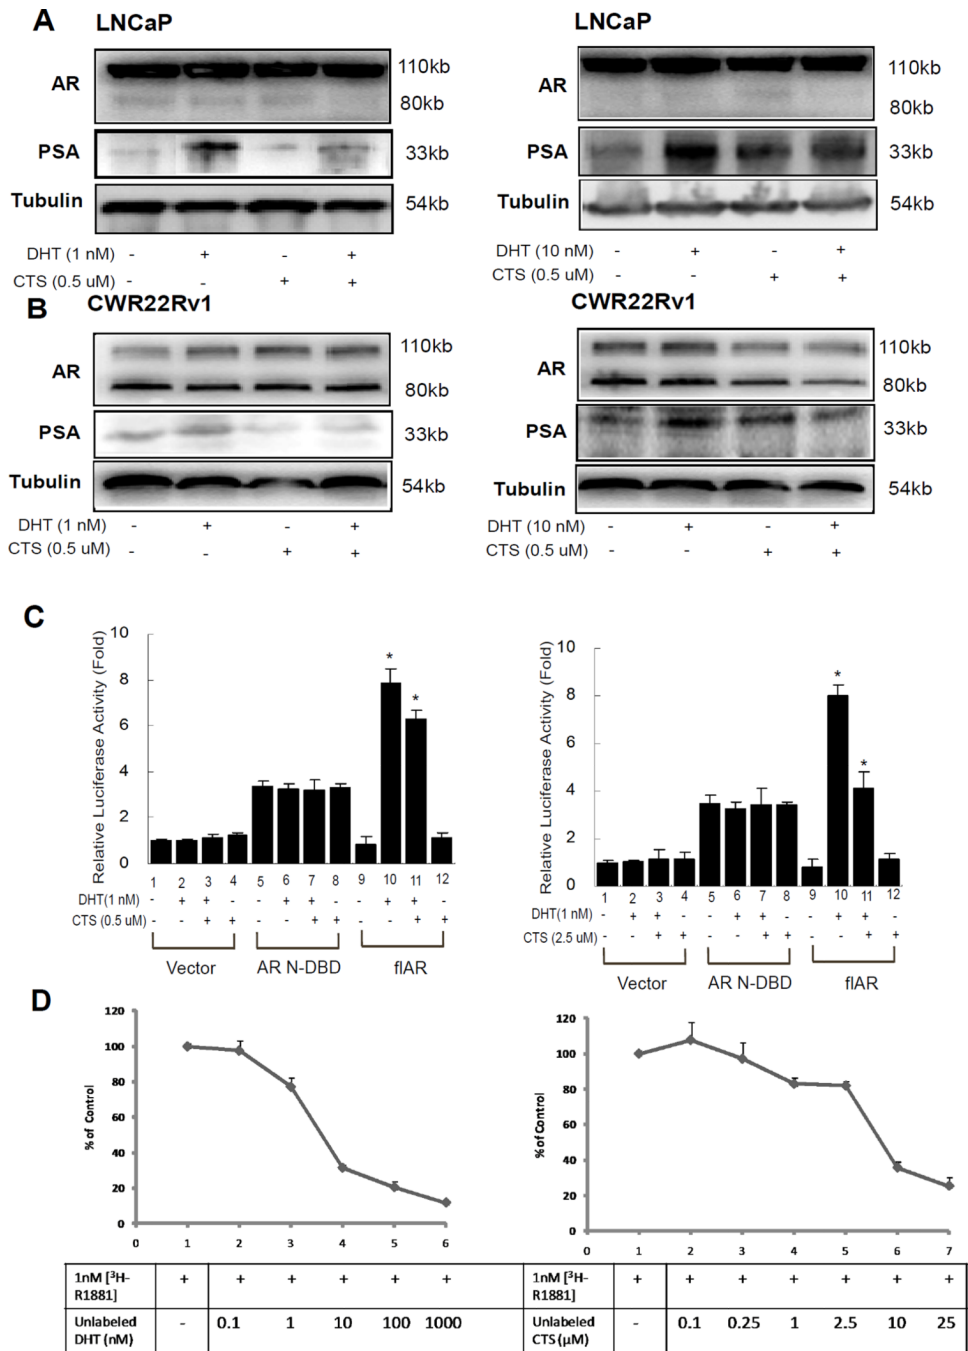 A
LNCaP
LNCaP
AR
110kb
80kb
PSA
33kb
Tubulin
54kb
DHT (1 nM) - + - +
CTS (0.5 uM) - - + +
AR
110kb
80kb
PSA
33kb
Tubulin
54kb
DHT (10 nM) - + - +
CTS (0.5 uM) - - + +
B
CWR22Rv1
CWR22Rv1
AR
110kb
80kb
PSA
33kb
Tubulin
54kb
DHT (1 nM) - + - +
CTS (0.5 uM) - - + +
AR
110kb
80kb
PSA
33kb
Tubulin
54kb
DHT (10 nM) - + - +
CTS (0.5 uM) - - + +
C
Relative Luciferase Activity (Fold)
10
8
6
4
2
0
* *
1 2 3 4 5 6 7 8 9 10 11 12
DHT(1 nM) - + + - - + + - - + + -
CTS (0.5 uM) - - + + - - + + - - + +
Vector AR N-DBD flAR
Relative Luciferase Activity (Fold)
10
8
6
4
2
0
* *
1 2 3 4 5 6 7 8 9 10 11 12
DHT(1 nM) - + + - - + + - - + + -
CTS (2.5 uM) - - + + - - + + - - + +
Vector AR N-DBD flAR
D
% of Control
120
100
80
60
40
20
0
0 1 2 3 4 5 6
1nM [³H-R1881] + + + + + +
Unlabeled DHT (nM) - 0.1 1 10 100 1000
% of Control
120
100
80
60
40
20
0
0 1 2 3 4 5 6 7
1nM [³H-R1881] + + + + + + +
Unlabeled CTS (µM) - 0.1 0.25 1 2.5 10 25